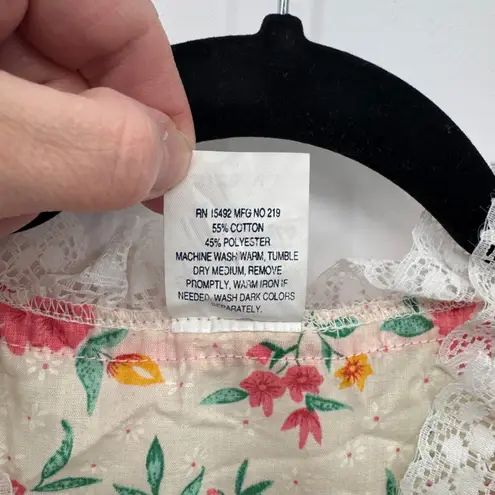 RN 15492 MFG NO 219
55% COTTON
45% POLYESTER
MACHINE WASH WARM, TUMBLE
DRY MEDIUM, REMOVE
PROMPTLY, WARM IRON IF
NEEDED, WASH DARK COLORS
SEPARATELY.